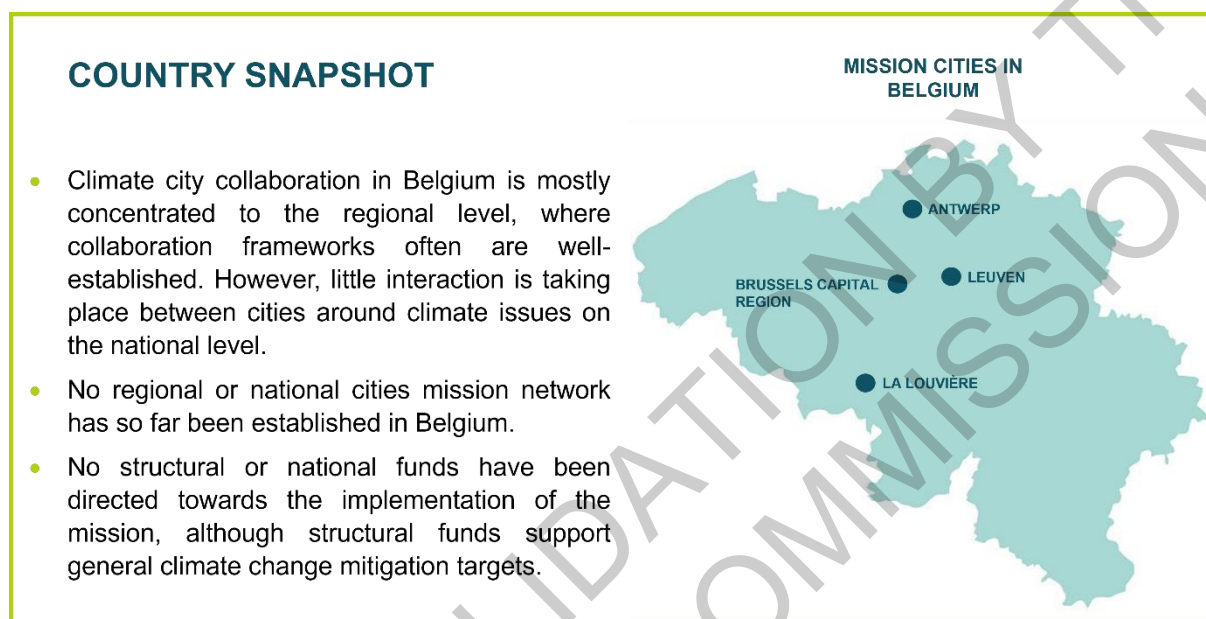 COUNTRY SNAPSHOT
• Climate city collaboration in Belgium is mostly
concentrated to the regional level, where
collaboration frameworks often are well-
established. However, little interaction is taking
place between cities around climate issues on
the national level.
• No regional or national cities mission network
has so far been established in Belgium.
• No structural or national funds have been
directed towards the implementation of the
mission, although structural funds support
general climate change mitigation targets.
MISSION CITIES IN
BELGIUM
ANTWERP
BRUSSELS CAPITAL
REGION
LEUVEN
LA LOUVIÈRE